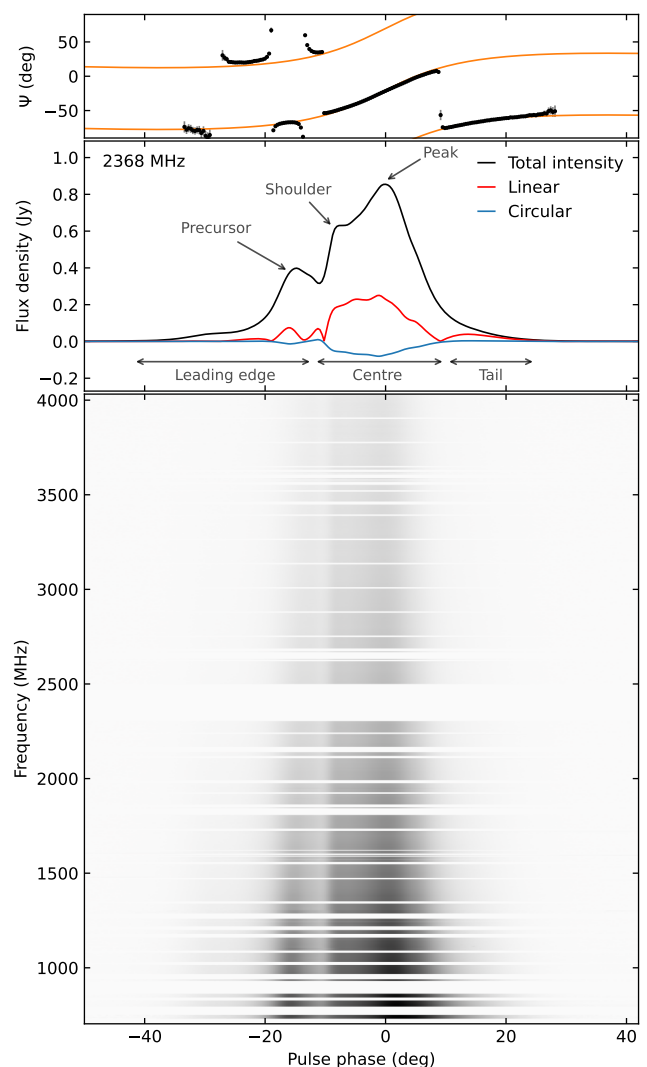 50
0
−50
Ψ (deg)
2368 MHz
Peak
Shoulder
Precursor
Total intensity
Linear
Circular
1.0
0.8
0.6
0.4
0.2
0.0
−0.2
Flux density (Jy)
Leading edge
Centre
Tail
4000
3500
3000
2500
2000
1500
1000
Frequency (MHz)
−40
−20
0
20
40
Pulse phase (deg)